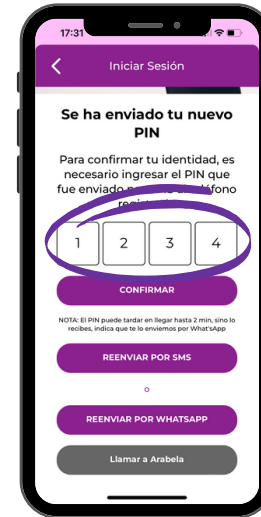 17:31
Iniciar Sesión
Se ha enviado tu nuevo
PIN
Para confirmar tu identidad, es
necesario ingresar el PIN que
fue enviado
1 2 3 4
CONFIRMAR
NOTA: El PIN puede tardar en llegar hasta 2 min, sino lo
recibes, indica que te lo enviemos por What'sApp
REENVIAR POR SMS
o
REENVIAR POR WHATSAPP
Llamar a Arabela